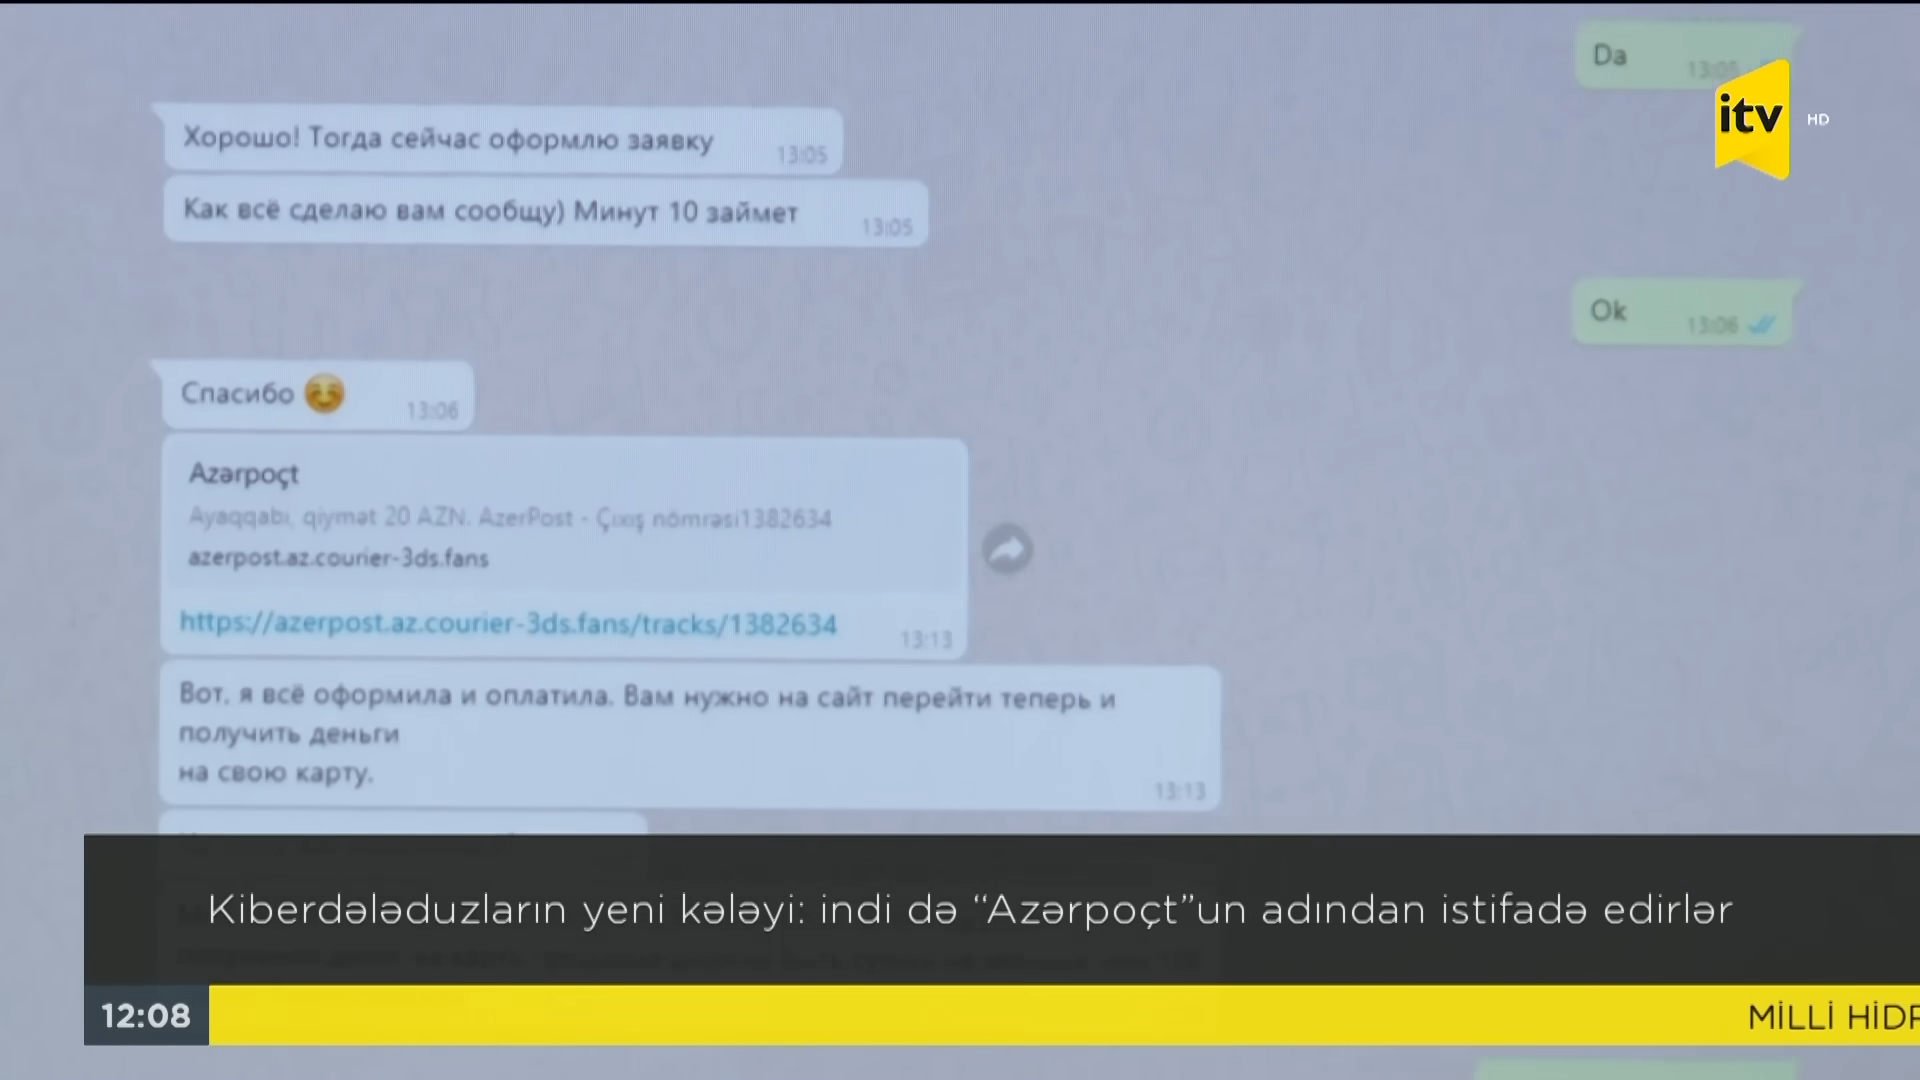 Da
13:05
itv
HD
Хорошо! Тогда сейчас оформлю заявку
13:05
Как всё сделаю вам сообщу) Минут 10 займет
13:05
Ok
13:06
Спасибо
13:06
Azərpoçt
Ayaqqabı, qiymət 20 AZN. AzerPost - Çıxış nömrəsi1382634
azerpost.az.courier-3ds.fans
https://azerpost.az.courier-3ds.fans/tracks/1382634
13:13
Вот, я всё оформила и оплатила. Вам нужно на сайт перейти теперь и
получить деньги
на свою карту.
13:13
Kiberdələduzların yeni kələyi: indi də “Azərpoçt”un adından istifadə edirlər
12:08
MİLLİ